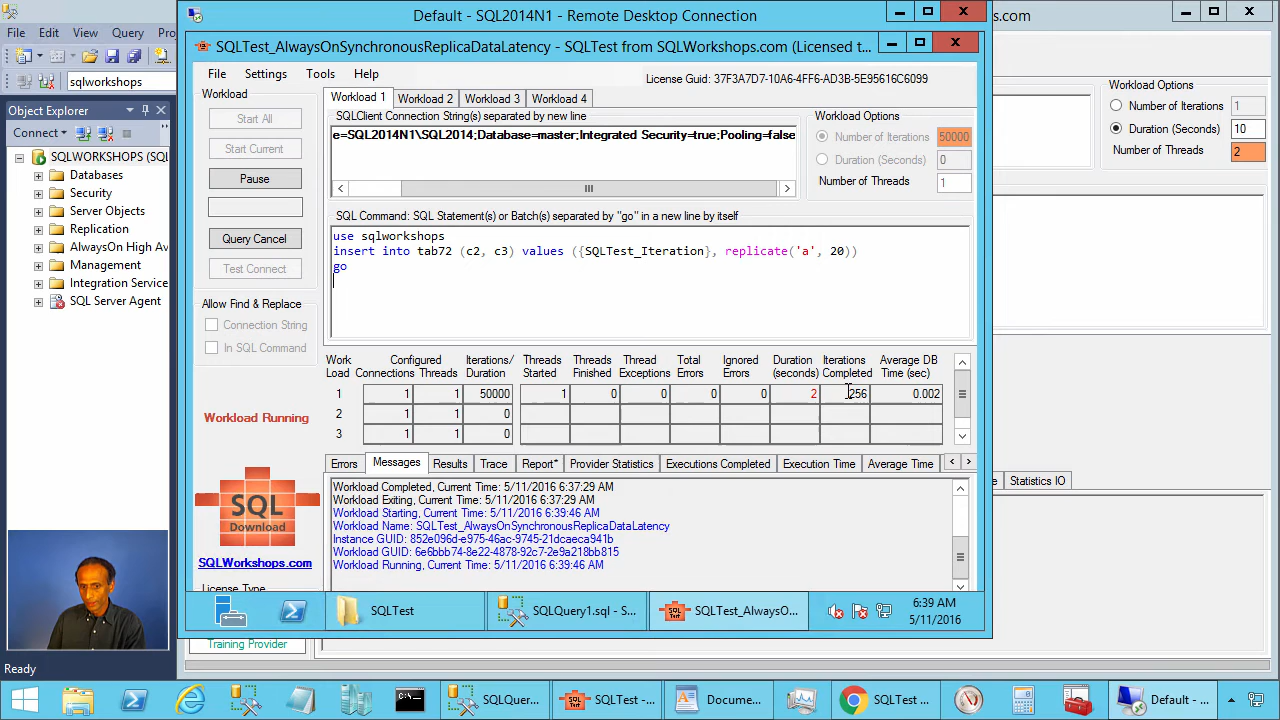 Default - SQL2014N1 - Remote Desktop Connection
s.com
SQLTest_AlwaysOnSynchronousReplicaDataLatency - SQLTest from SQLWorkshops.com (Licensed t...
File Edit View Query Proj
sqlworkshops
Object Explorer
Connect
SQLWORKSHOPS (SQL
Databases
Security
Server Objects
Replication
AlwaysOn High Av
Management
Integration Service
SQL Server Agent
Ready
File Settings Tools Help
License Guid: 37F3A7D7-10A6-4FF6-AD3B-5E95616C6099
Workload
Start All
Start Current
Pause
Query Cancel
Test Connect
Allow Find & Replace
Connection String
In SQL Command
Workload Running
SQL
Download
SQLWorkshops.com
License Type
Training Provider
Workload 1 Workload 2 Workload 3 Workload 4
SQLClient Connection String(s) separated by new line
e=SQL2014N1\SQL2014;Database=master;Integrated Security=true;Pooling=false
Workload Options
Number of Iterations 50000
Duration (Seconds) 0
Number of Threads 1
SQL Command: SQL Statement(s) or Batch(s) separated by "go" in a new line by itself
use sqlworkshops
insert into tab72 (c2, c3) values ({SQLTest_Iteration}, replicate('a', 20))
go
Work Load Configured Connections Threads Iterations/ Duration Threads Started Threads Finished Thread Exceptions Total Errors Ignored Errors Duration (seconds) Iterations Completed Average DB Time (sec)
1 1 1 50000 1 0 0 0 0 2 256 0.002
2 1 1 0
3 1 1 0
Errors Messages Results Trace Report* Provider Statistics Executions Completed Execution Time Average Time
Workload Completed, Current Time: 5/11/2016 6:37:29 AM
Workload Exiting, Current Time: 5/11/2016 6:37:29 AM
Workload Starting, Current Time: 5/11/2016 6:39:46 AM
Workload Name: SQLTest_AlwaysOnSynchronousReplicaDataLatency
Instance GUID: 852e096d-e975-46ac-9745-21dcaeca941b
Workload GUID: 6e6bbb74-8e22-4878-92c7-2e9a218bb815
Workload Running, Current Time: 5/11/2016 6:39:46 AM
SQLTest
SQLQuery1.sql - S...
SQLTest_AlwaysO...
6:39 AM
5/11/2016
Workload Options
Number of Iterations 1
Duration (Seconds) 10
Number of Threads 2
e Statistics IO
SQLQuer...
SQLTest -...
Docume...
SQLTest ...
Default - ...